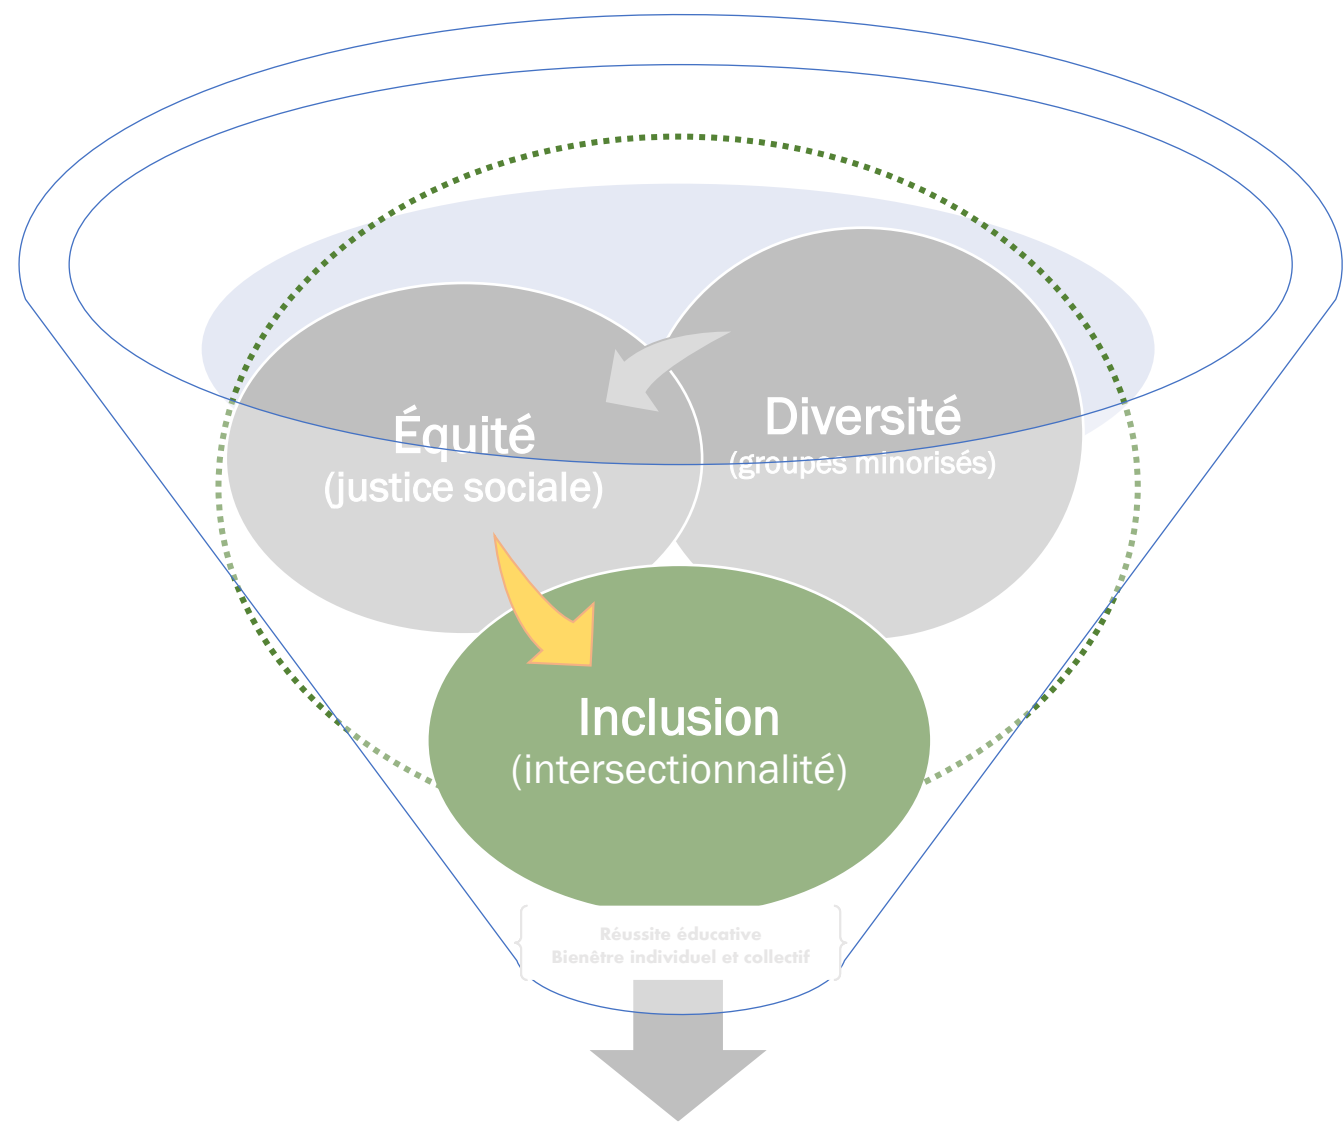 Équité
(justice sociale)
Diversité
(groupes minorisés)
Inclusion
(intersectionnalité)
Réussite éducative
Bienêtre individuel et collectif